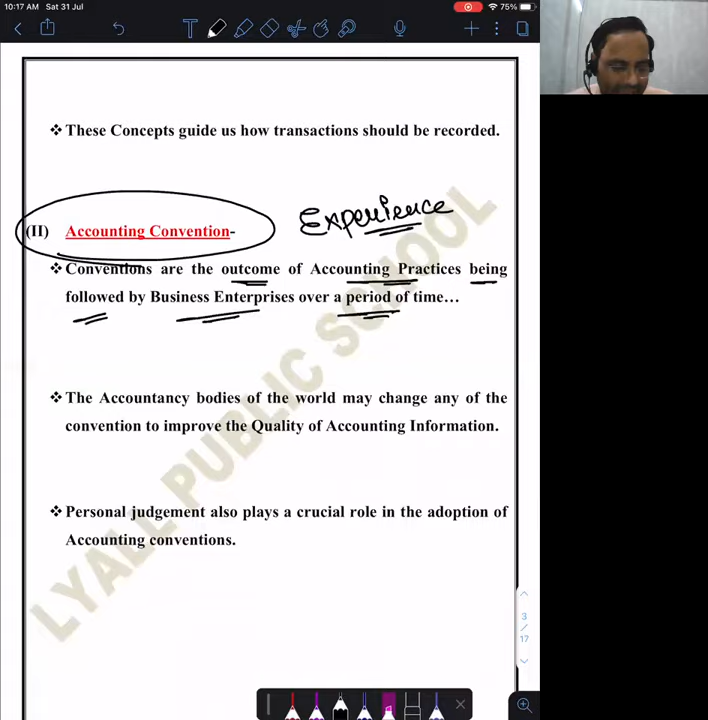 10:17 AM Sat 31 Jul
75%
❖ These Concepts guide us how transactions should be recorded.
Experience
(II) Accounting Convention-
❖ Conventions are the outcome of Accounting Practices being
followed by Business Enterprises over a period of time…
❖ The Accountancy bodies of the world may change any of the
convention to improve the Quality of Accounting Information.
❖ Personal judgement also plays a crucial role in the adoption of
Accounting conventions.
LYALL PUBLIC SCHOOL
3
/
17